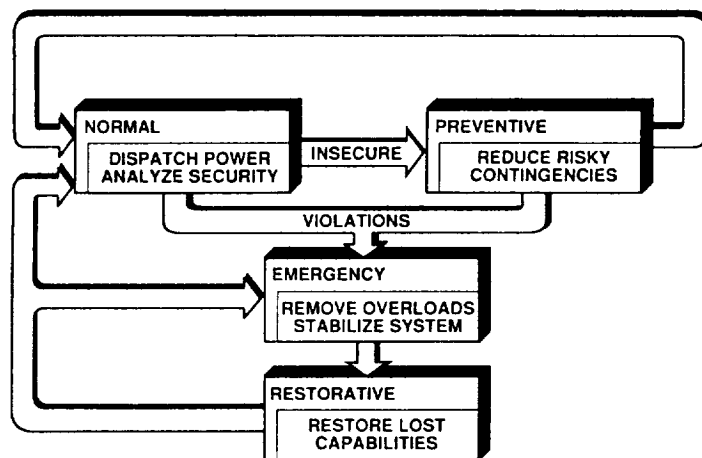 NORMAL
DISPATCH POWER
ANALYZE SECURITY
INSECURE
PREVENTIVE
REDUCE RISKY
CONTINGENCIES
VIOLATIONS
EMERGENCY
REMOVE OVERLOADS
STABILIZE SYSTEM
RESTORATIVE
RESTORE LOST
CAPABILITIES